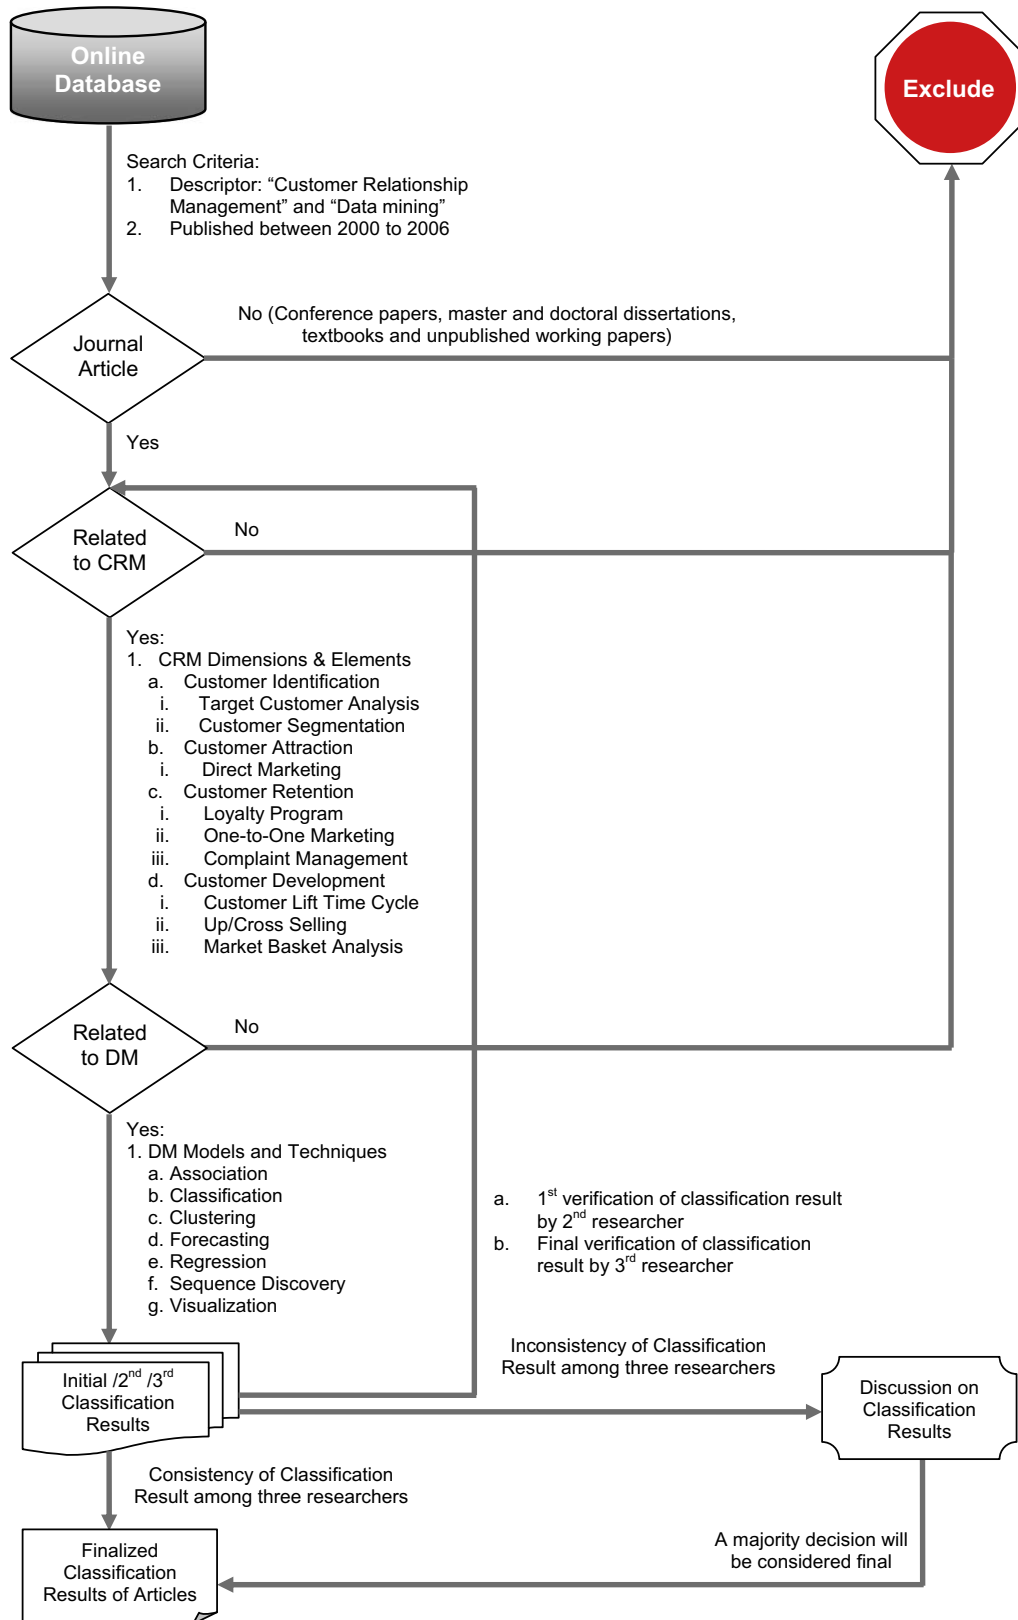 Online
Database
Exclude
Search Criteria:
1. Descriptor: “Customer Relationship
Management” and “Data mining”
2. Published between 2000 to 2006
No (Conference papers, master and doctoral dissertations,
textbooks and unpublished working papers)
Journal
Article
Yes
Related
to CRM
No
Yes:
1. CRM Dimensions & Elements
a. Customer Identification
i. Target Customer Analysis
ii. Customer Segmentation
b. Customer Attraction
i. Direct Marketing
c. Customer Retention
i. Loyalty Program
ii. One-to-One Marketing
iii. Complaint Management
d. Customer Development
i. Customer Lift Time Cycle
ii. Up/Cross Selling
iii. Market Basket Analysis
Related
to DM
No
Yes:
1. DM Models and Techniques
a. Association
b. Classification
c. Clustering
d. Forecasting
e. Regression
f. Sequence Discovery
g. Visualization
a. 1st verification of classification result
by 2nd researcher
b. Final verification of classification
result by 3rd researcher
Initial /2nd /3rd
Classification
Results
Inconsistency of Classification
Result among three researchers
Discussion on
Classification
Results
Consistency of Classification
Result among three researchers
A majority decision will
be considered final
Finalized
Classification
Results of Articles